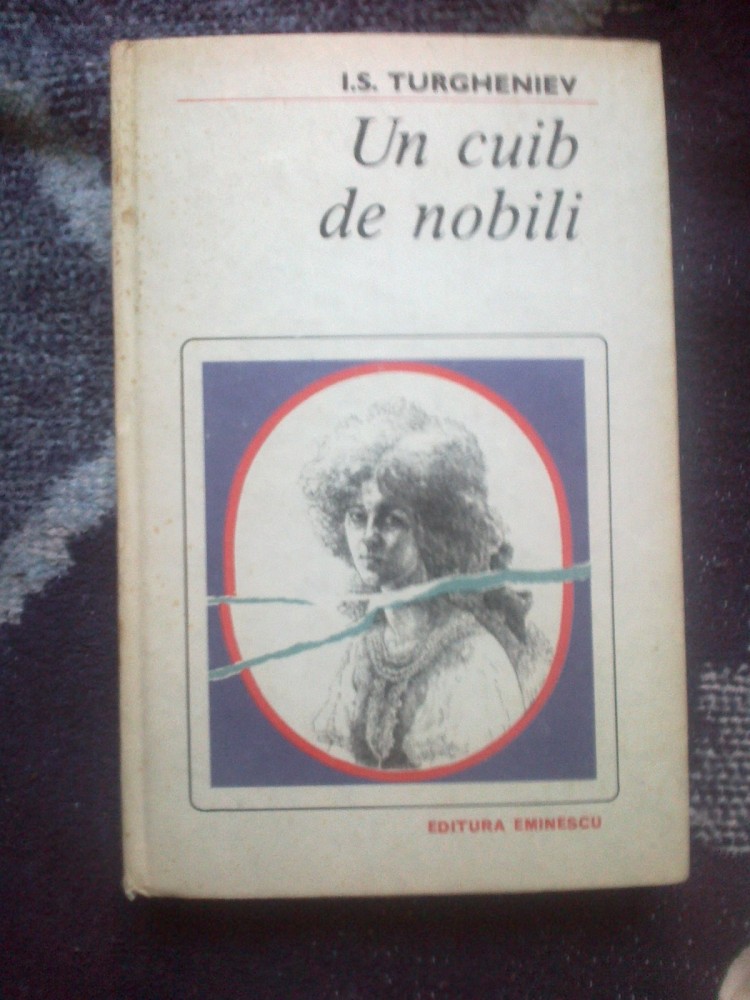 I.S. TURGHENIEV
Un cuib
de nobili
EDITURA EMINESCU